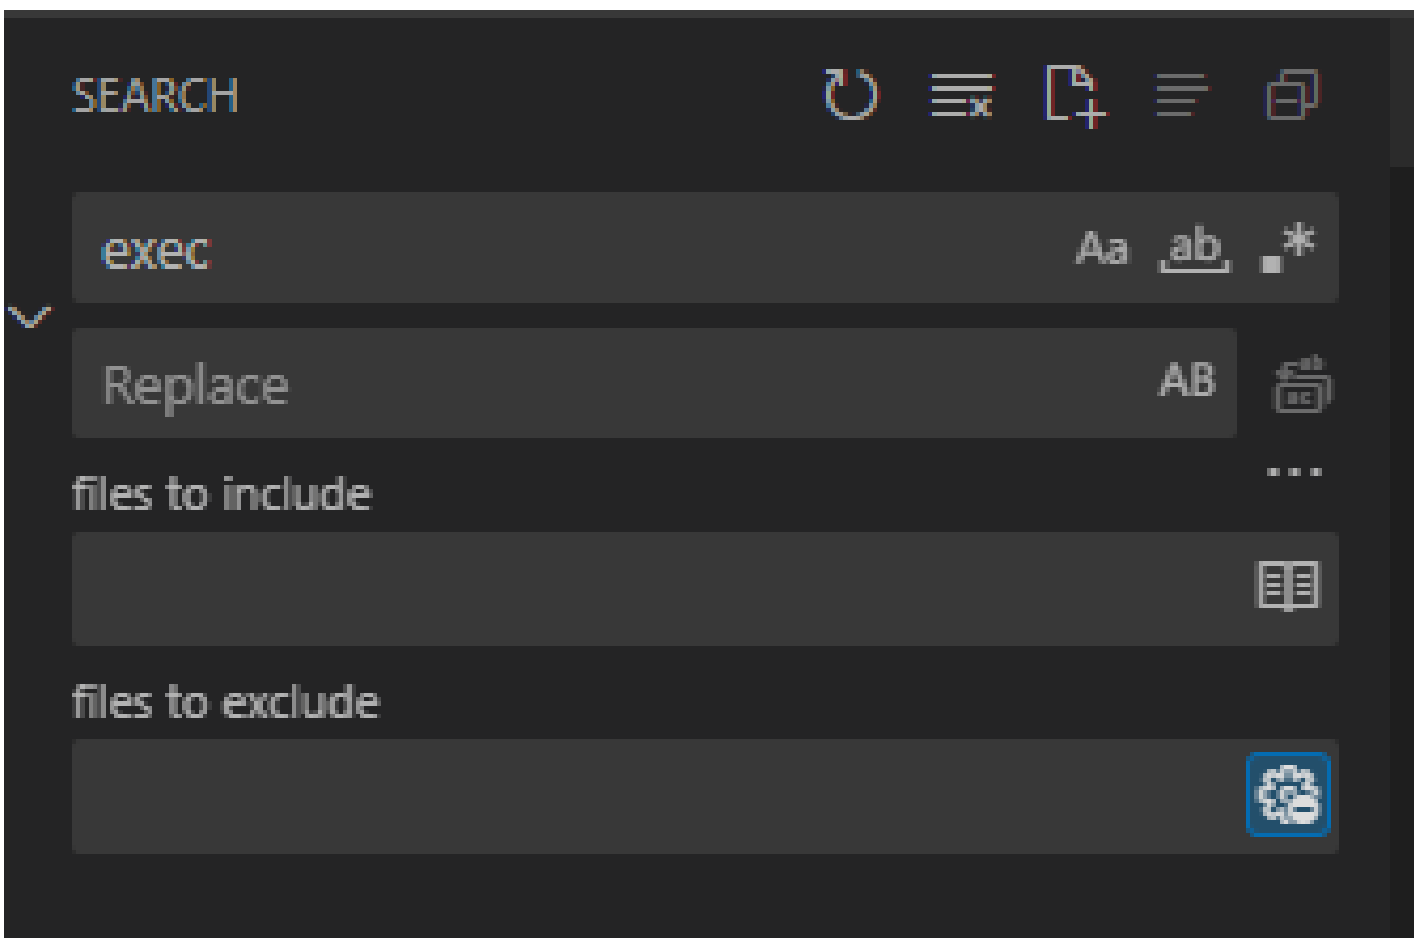 SEARCH
exec Aa ab .*
Replace AB
files to include
files to exclude